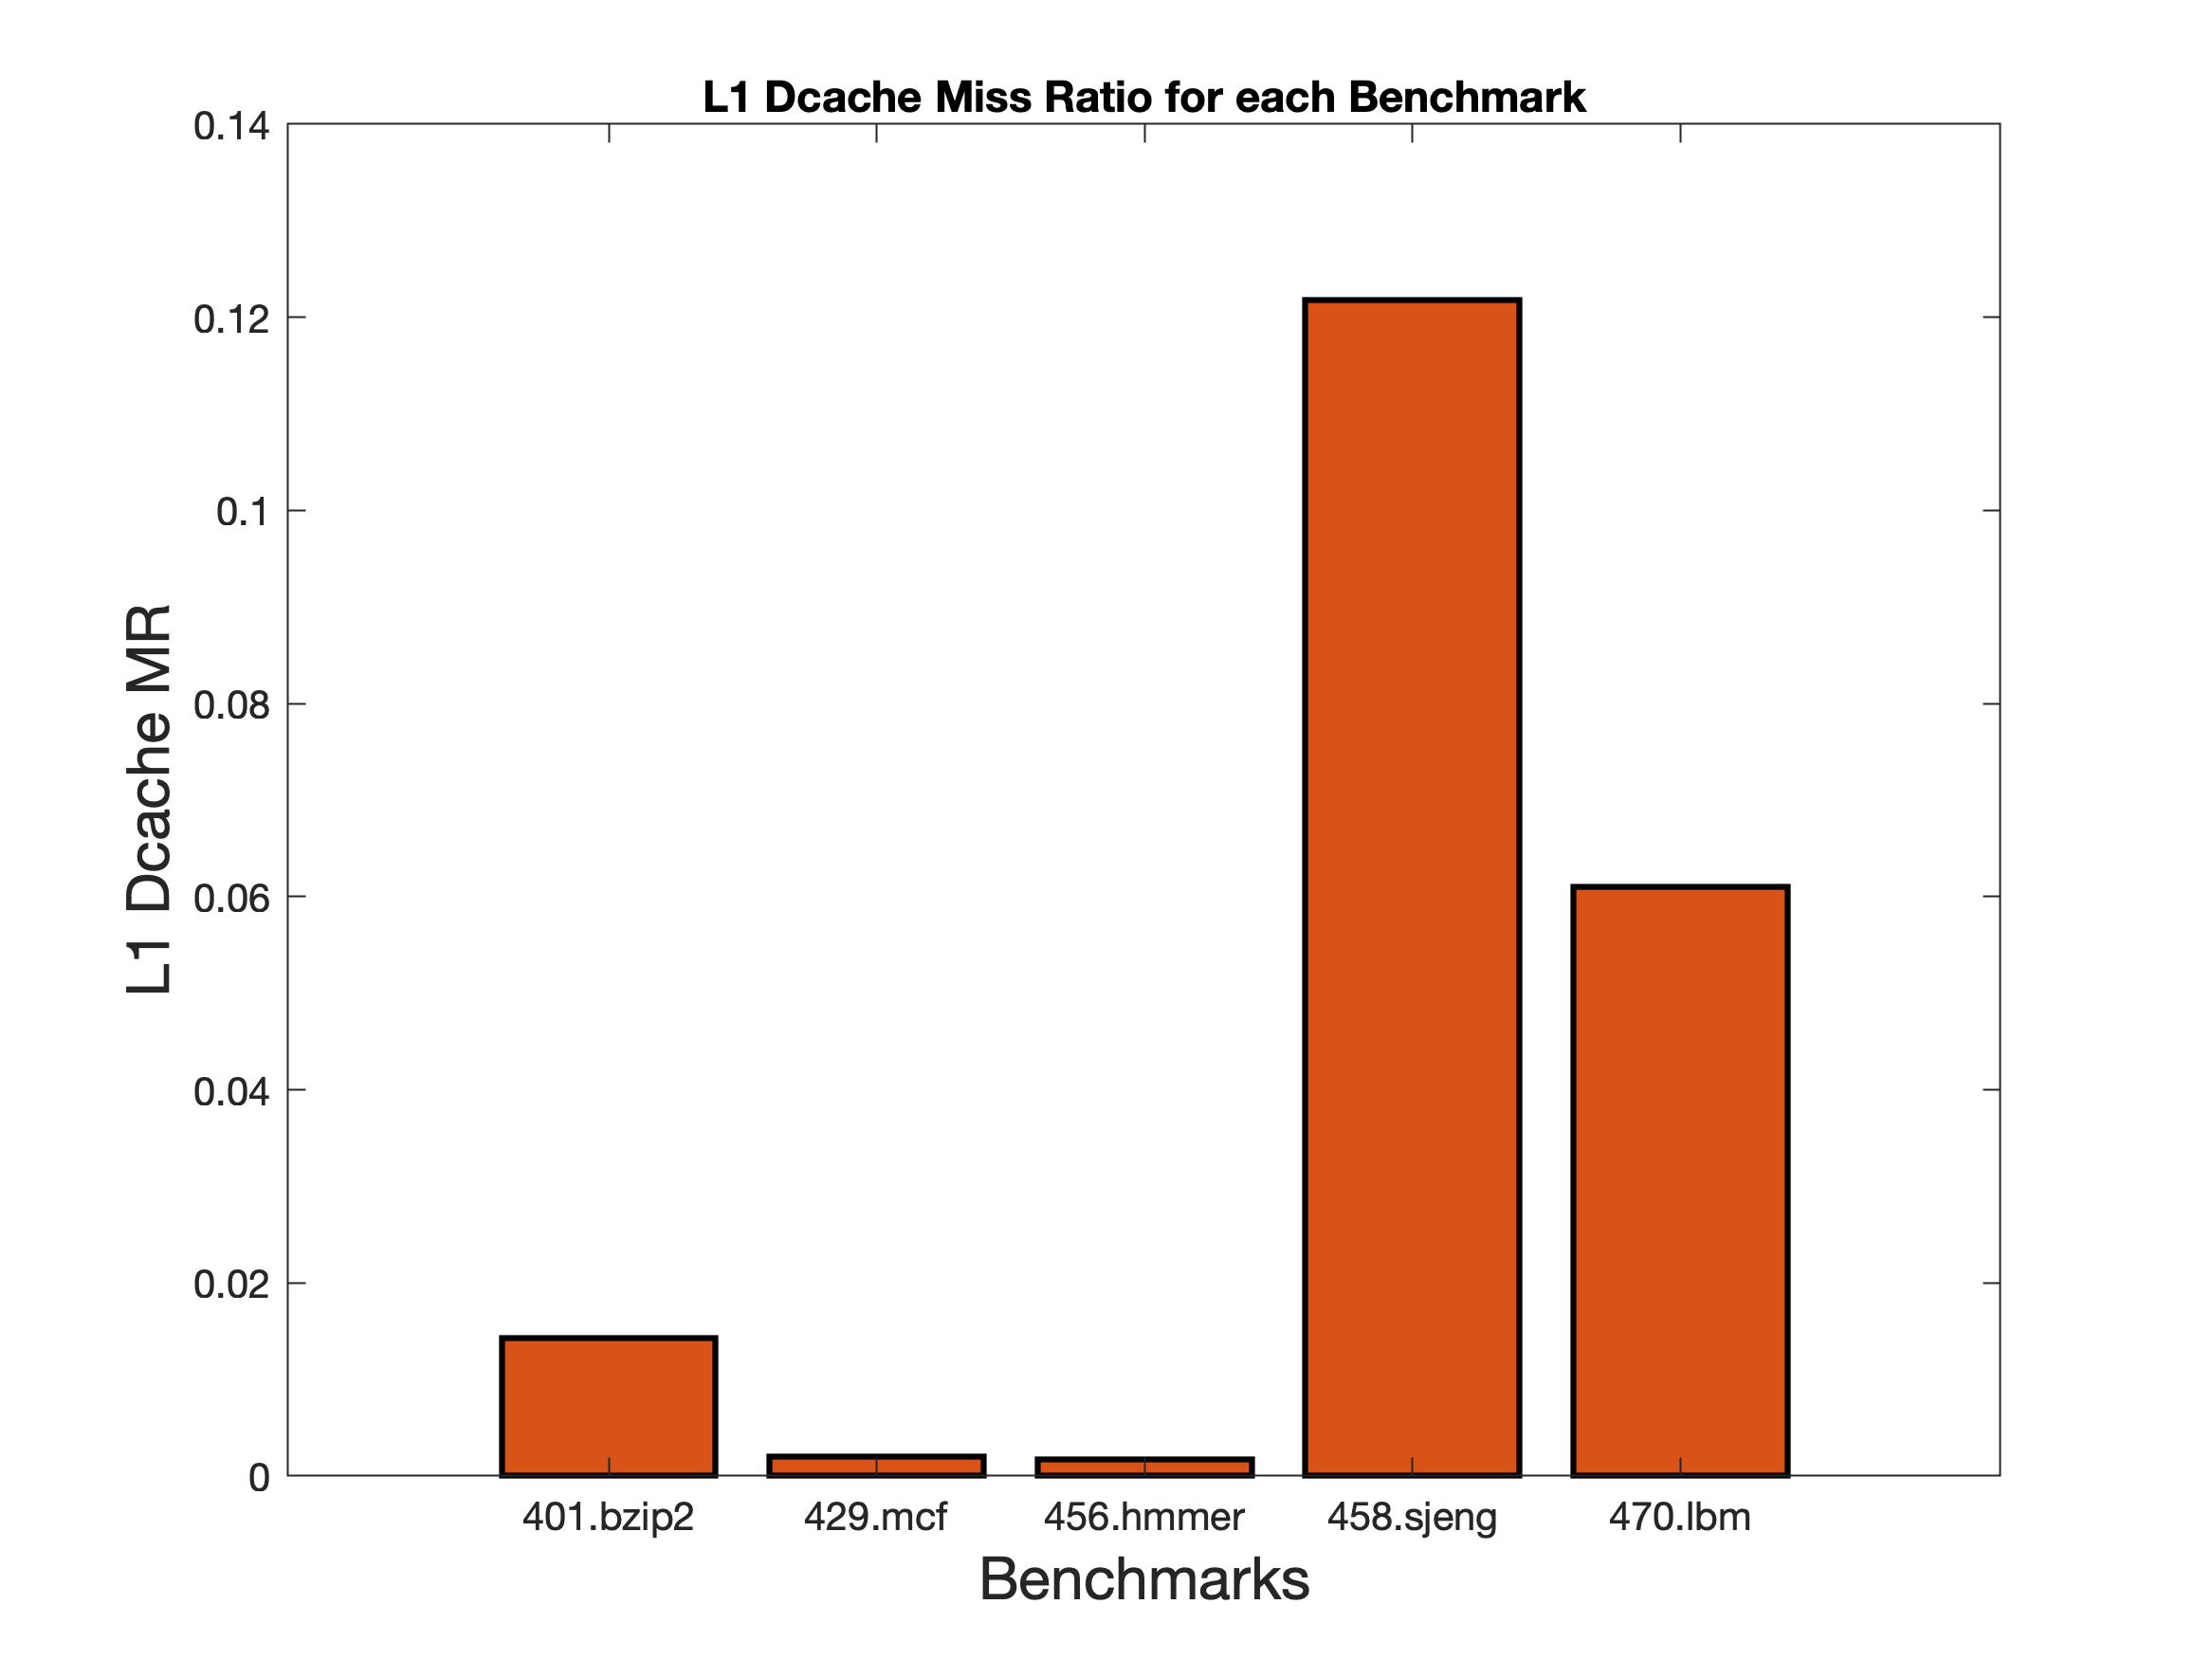 L1 Dcache Miss Ratio for each Benchmark
0.14
0.12
0.1
0.08
0.06
0.04
0.02
0
L1 Dcache MR
401.bzip2 429.mcf 456.hmmer 458.sjeng 470.lbm
Benchmarks